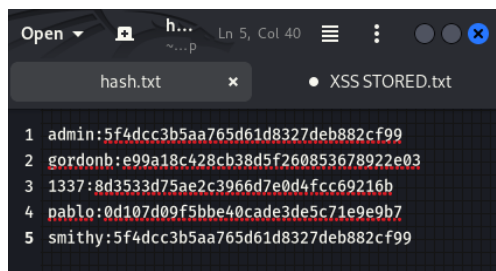 Open h... Ln 5, Col 40
~...p
hash.txt × XSS STORED.txt
1 admin:5f4dcc3b5aa765d61d8327deb882cf99
2 gordonb:e99a18c428cb38d5f260853678922e03
3 1337:8d3533d75ae2c3966d7e0d4fcc69216b
4 pablo:0d107d09f5bbe40cade3de5c71e9e9b7
5 smithy:5f4dcc3b5aa765d61d8327deb882cf99